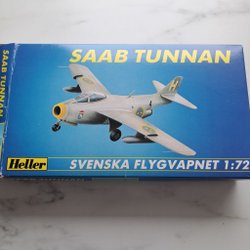 SAAB TUNNAN
SAAB TUNNAN
Heller
SVENSKA FLYGVAPNET 1:72